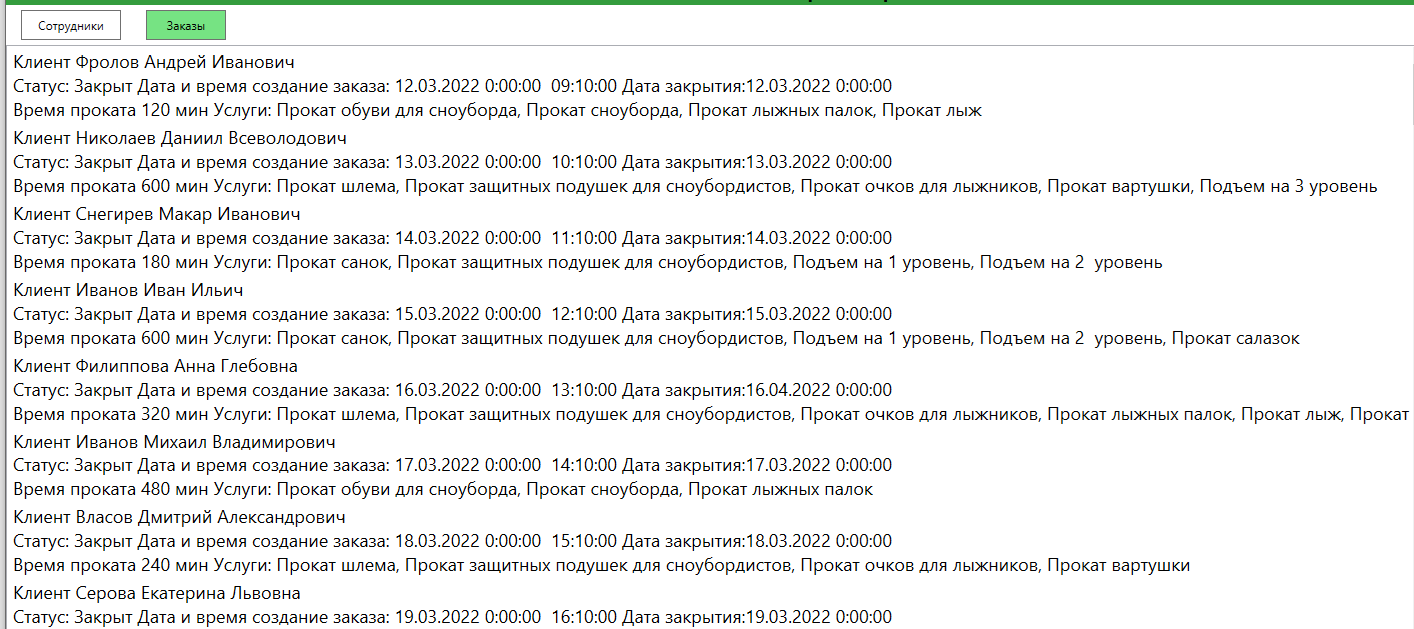 Сотрудники Заказы
Клиент Фролов Андрей Иванович
Статус: Закрыт Дата и время создание заказа: 12.03.2022 0:00:00  09:10:00 Дата закрытия:12.03.2022 0:00:00
Время проката 120 мин Услуги: Прокат обуви для сноуборда, Прокат сноуборда, Прокат лыжных палок, Прокат лыж
Клиент Николаев Даниил Всеволодович
Статус: Закрыт Дата и время создание заказа: 13.03.2022 0:00:00  10:10:00 Дата закрытия:13.03.2022 0:00:00
Время проката 600 мин Услуги: Прокат шлема, Прокат защитных подушек для сноубордистов, Прокат очков для лыжников, Прокат вартушки, Подъем на 3 уровень
Клиент Снегирев Макар Иванович
Статус: Закрыт Дата и время создание заказа: 14.03.2022 0:00:00  11:10:00 Дата закрытия:14.03.2022 0:00:00
Время проката 180 мин Услуги: Прокат санок, Прокат защитных подушек для сноубордистов, Подъем на 1 уровень, Подъем на 2  уровень
Клиент Иванов Иван Ильич
Статус: Закрыт Дата и время создание заказа: 15.03.2022 0:00:00  12:10:00 Дата закрытия:15.03.2022 0:00:00
Время проката 600 мин Услуги: Прокат санок, Прокат защитных подушек для сноубордистов, Подъем на 1 уровень, Подъем на 2  уровень, Прокат салазок
Клиент Филиппова Анна Глебовна
Статус: Закрыт Дата и время создание заказа: 16.03.2022 0:00:00  13:10:00 Дата закрытия:16.04.2022 0:00:00
Время проката 320 мин Услуги: Прокат шлема, Прокат защитных подушек для сноубордистов, Прокат очков для лыжников, Прокат лыжных палок, Прокат лыж, Прокат
Клиент Иванов Михаил Владимирович
Статус: Закрыт Дата и время создание заказа: 17.03.2022 0:00:00  14:10:00 Дата закрытия:17.03.2022 0:00:00
Время проката 480 мин Услуги: Прокат обуви для сноуборда, Прокат сноуборда, Прокат лыжных палок
Клиент Власов Дмитрий Александрович
Статус: Закрыт Дата и время создание заказа: 18.03.2022 0:00:00  15:10:00 Дата закрытия:18.03.2022 0:00:00
Время проката 240 мин Услуги: Прокат шлема, Прокат защитных подушек для сноубордистов, Прокат очков для лыжников, Прокат вартушки
Клиент Серова Екатерина Львовна
Статус: Закрыт Дата и время создание заказа: 19.03.2022 0:00:00  16:10:00 Дата закрытия:19.03.2022 0:00:00